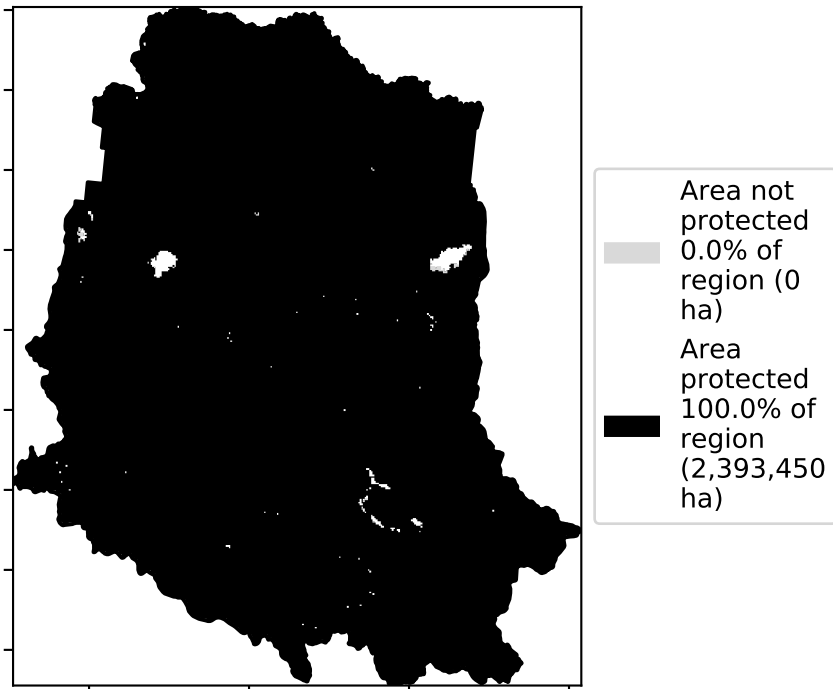 Area not
protected
0.0% of
region (0
ha)
Area
protected
100.0% of
region
(2,393,450
ha)